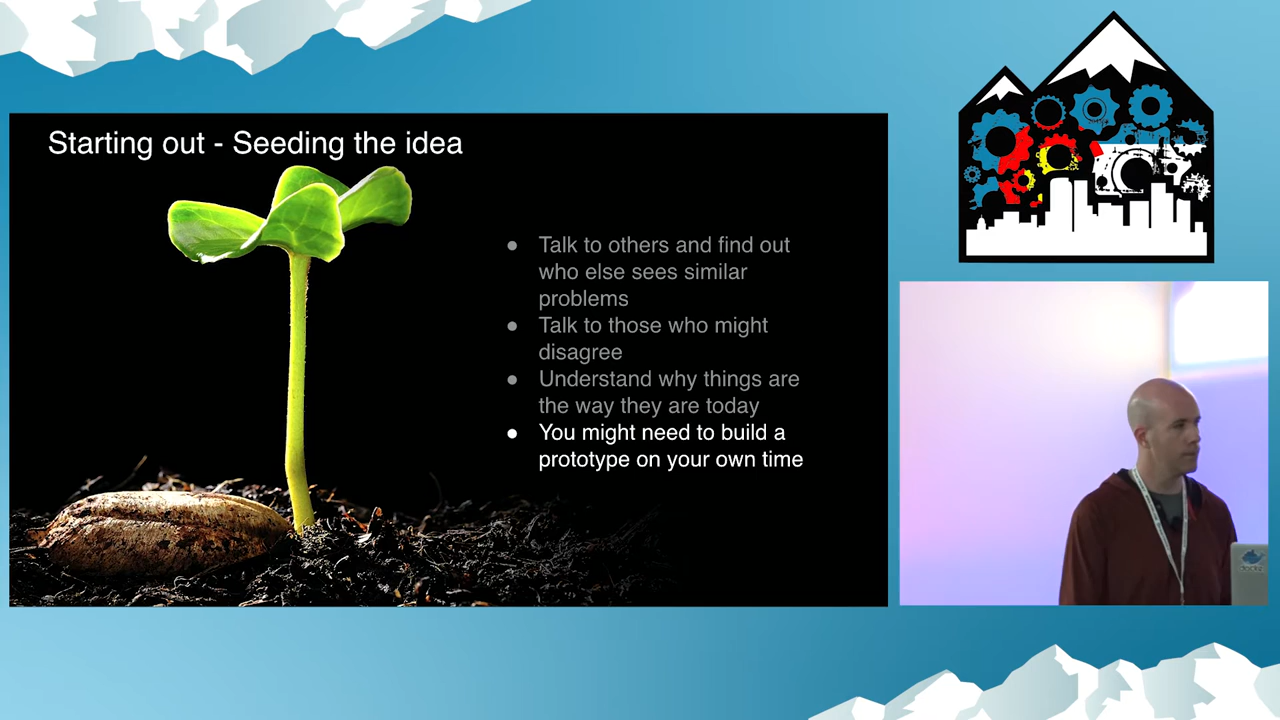 Starting out - Seeding the idea
● Talk to others and find out
who else sees similar
problems
● Talk to those who might
disagree
● Understand why things are
the way they are today
● You might need to build a
prototype on your own time